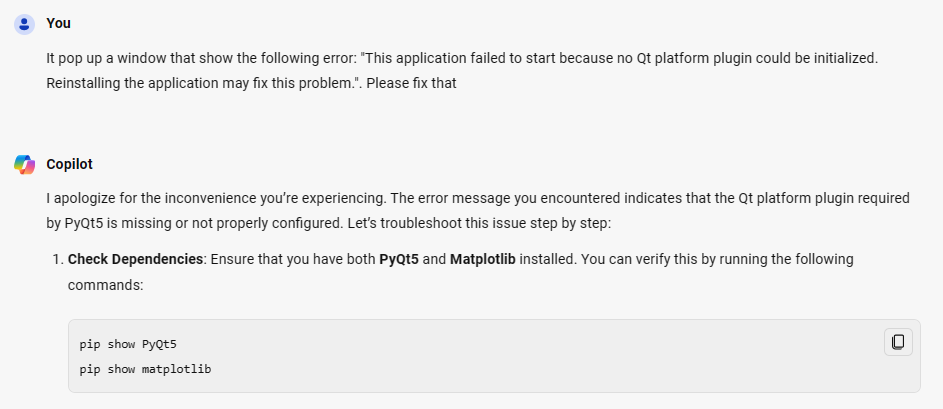 You
It pop up a window that show the following error: "This application failed to start because no Qt platform plugin could be initialized.
Reinstalling the application may fix this problem.". Please fix that
Copilot
I apologize for the inconvenience you’re experiencing. The error message you encountered indicates that the Qt platform plugin required
by PyQt5 is missing or not properly configured. Let’s troubleshoot this issue step by step:
1. Check Dependencies: Ensure that you have both PyQt5 and Matplotlib installed. You can verify this by running the following
commands:
pip show PyQt5
pip show matplotlib